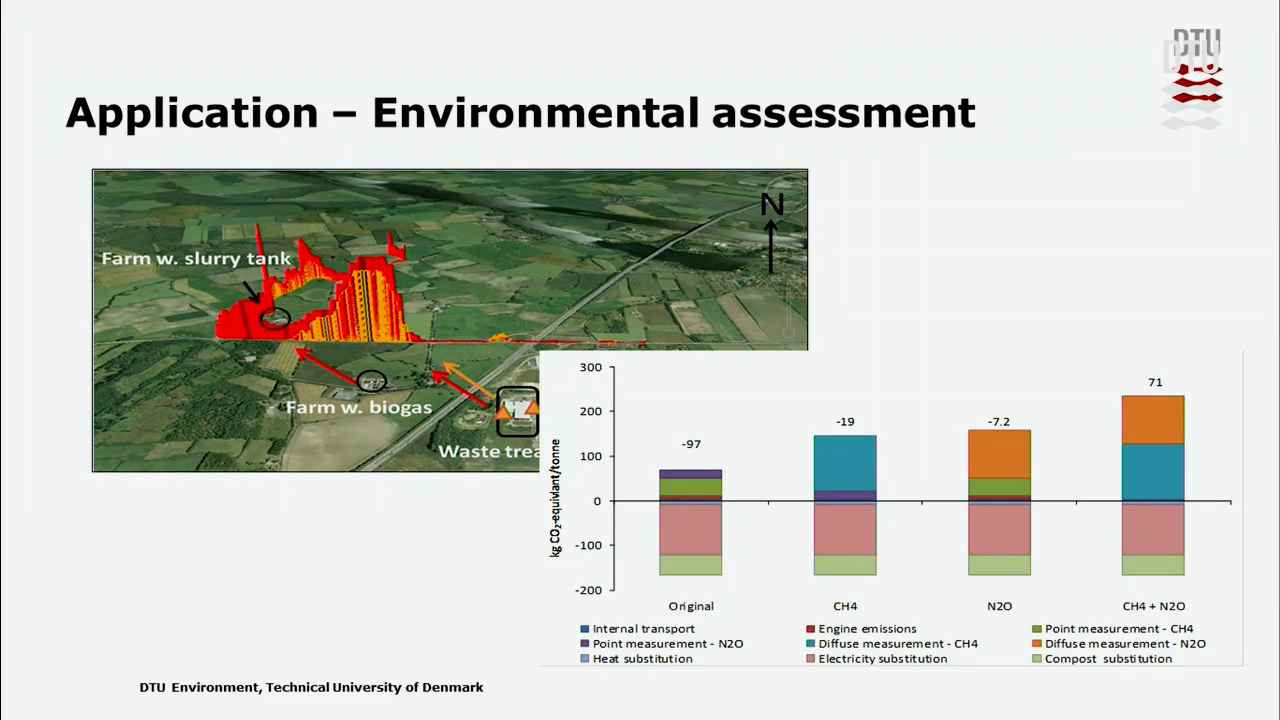 DTU
Application – Environmental assessment
N
Farm w. slurry tank
Farm w. biogas
Waste trea
kg CO2-equivlant/tonne
300
200
100
0
-100
-200
-97
-19
-7.2
71
Original
CH4
N2O
CH4 + N2O
Internal transport
Engine emissions
Point measurement - CH4
Point measurement - N2O
Diffuse measurement - CH4
Diffuse measurement - N2O
Heat substitution
Electricity substitution
Compost substitution
DTU Environment, Technical University of Denmark